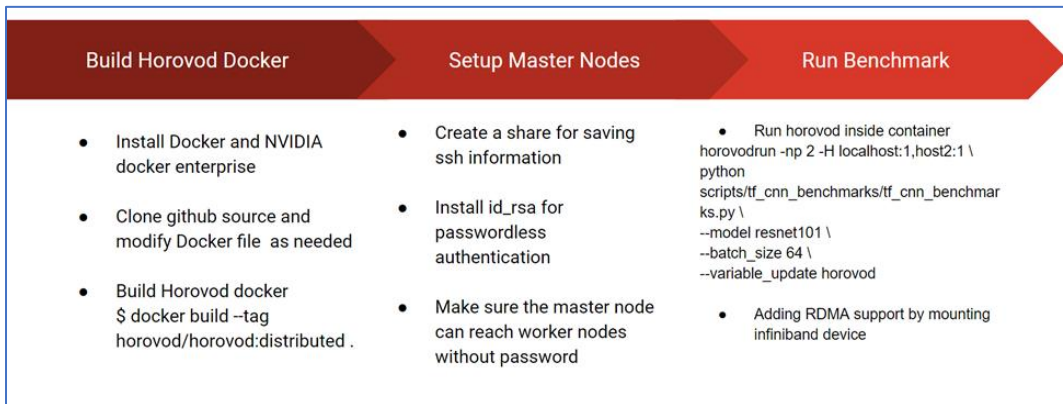 Build Horovod Docker
Setup Master Nodes
Run Benchmark
● Install Docker and NVIDIA
docker enterprise
● Clone github source and
modify Docker file as needed
● Build Horovod docker
$ docker build --tag
horovod/horovod:distributed .
● Create a share for saving
ssh information
● Install id_rsa for
passwordless
authentication
● Make sure the master node
can reach worker nodes
without password
● Run horovod inside container
horovodrun -np 2 -H localhost:1,host2:1 \
python
scripts/tf_cnn_benchmarks/tf_cnn_benchmar
ks.py \
--model resnet101 \
--batch_size 64 \
--variable_update horovod
● Adding RDMA support by mounting
infiniband device